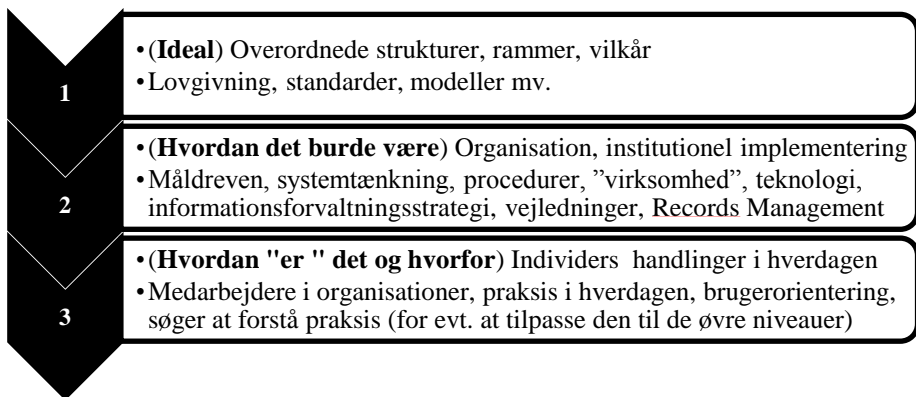 1
•(Ideal) Overordnede strukturer, rammer, vilkår
•Lovgivning, standarder, modeller mv.
2
•(Hvordan det burde være) Organisation, institutionel implementering
•Måldreven, systemtænkning, procedurer, ”virksomhed”, teknologi,
informationsforvaltningsstrategi, vejledninger, Records Management
3
•(Hvordan "er " det og hvorfor) Individers handlinger i hverdagen
•Medarbejdere i organisationer, praksis i hverdagen, brugerorientering,
søger at forstå praksis (for evt. at tilpasse den til de øvre niveauer)